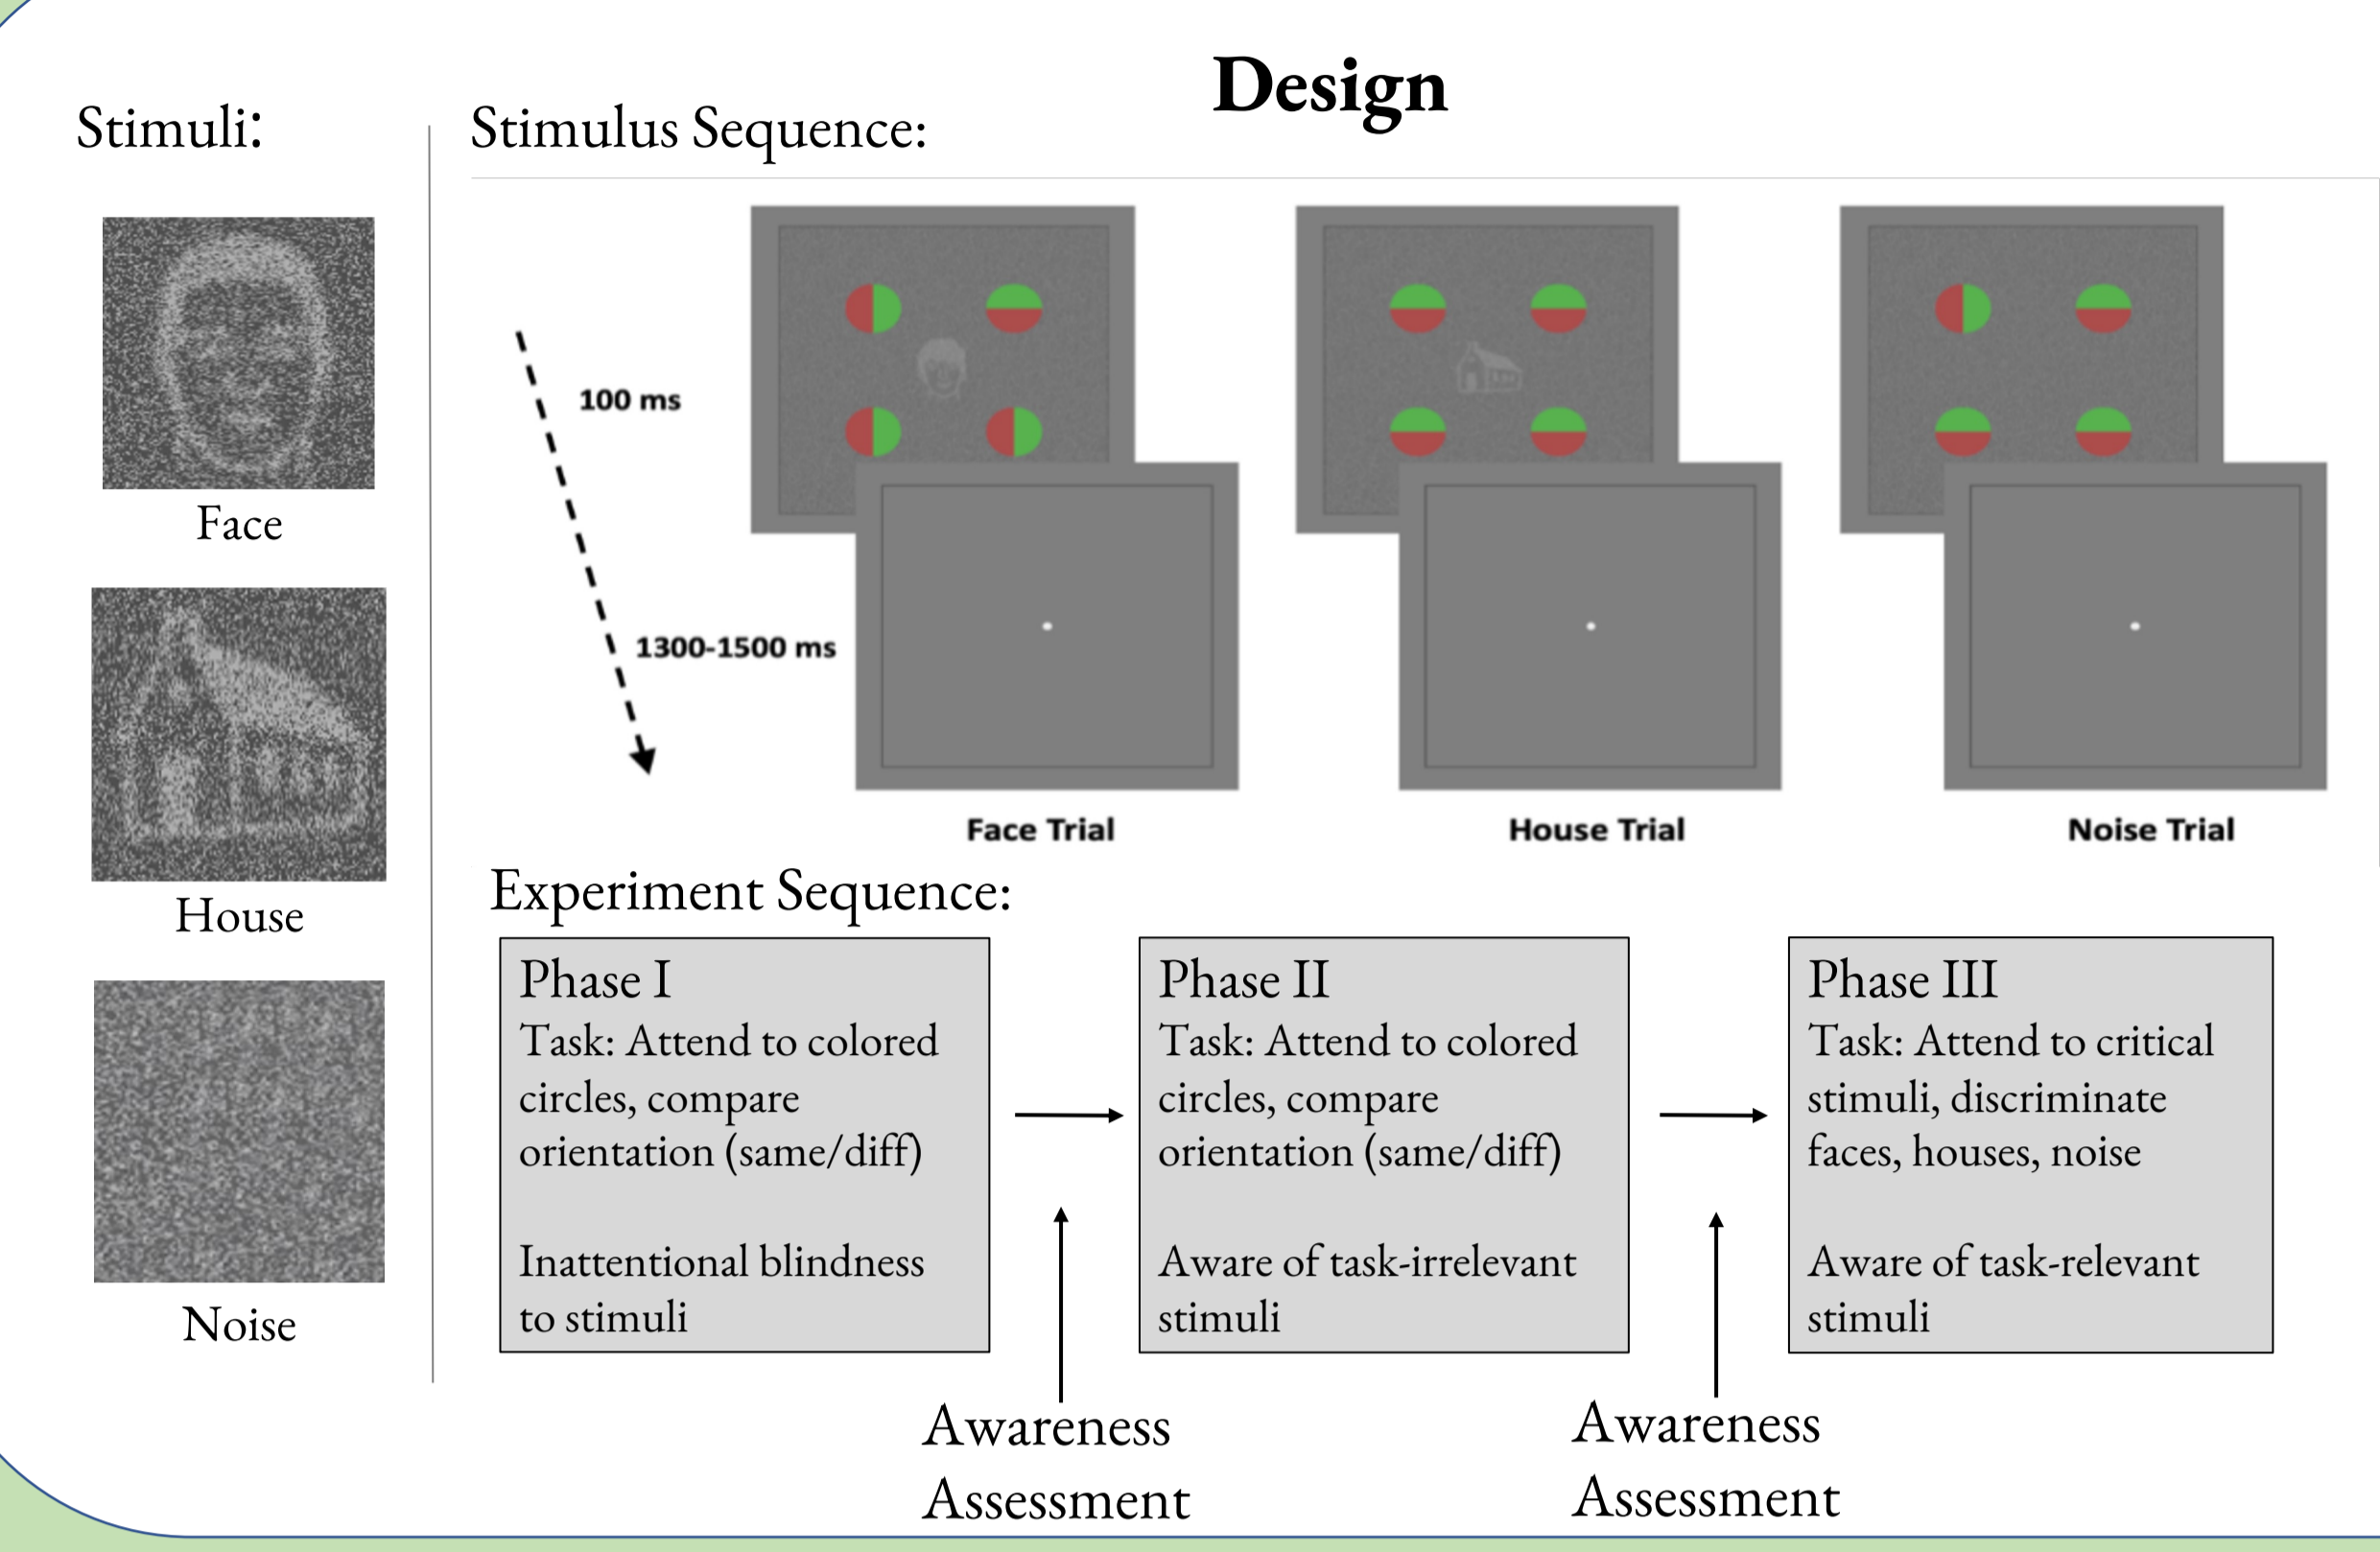 Design
Stimuli:
Face
House
Noise
Stimulus Sequence:
100 ms
1300-1500 ms
Face Trial
House Trial
Noise Trial
Experiment Sequence:
Phase I
Task: Attend to colored
circles, compare
orientation (same/diff)
Inattentional blindness
to stimuli
Phase II
Task: Attend to colored
circles, compare
orientation (same/diff)
Aware of task-irrelevant
stimuli
Phase III
Task: Attend to critical
stimuli, discriminate
faces, houses, noise
Aware of task-relevant
stimuli
Awareness
Assessment
Awareness
Assessment